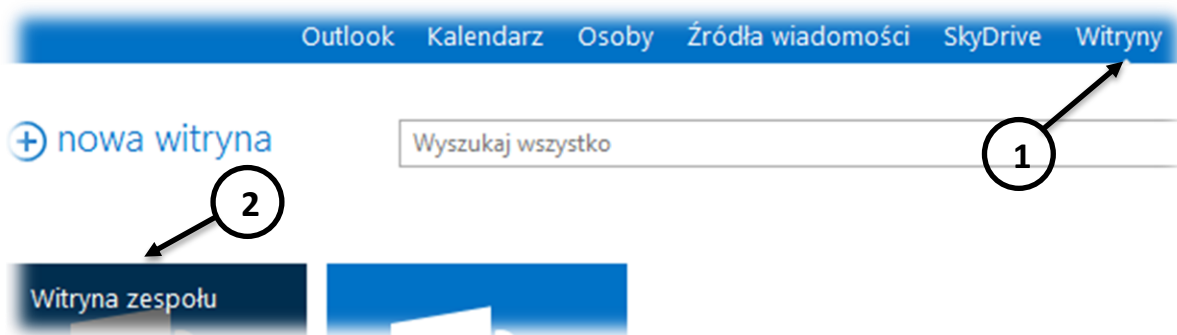 Outlook Kalendarz Osoby Źródła wiadomości SkyDrive Witryny
nowa witryna
Wyszukaj wszystko
1
2
Witryna zespołu